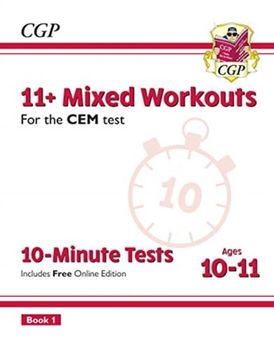 CGP
CGP
11+ Mixed Workouts
For the CEM test
10
10-Minute Tests
Includes Free Online Edition
Ages
10-11
Book 1